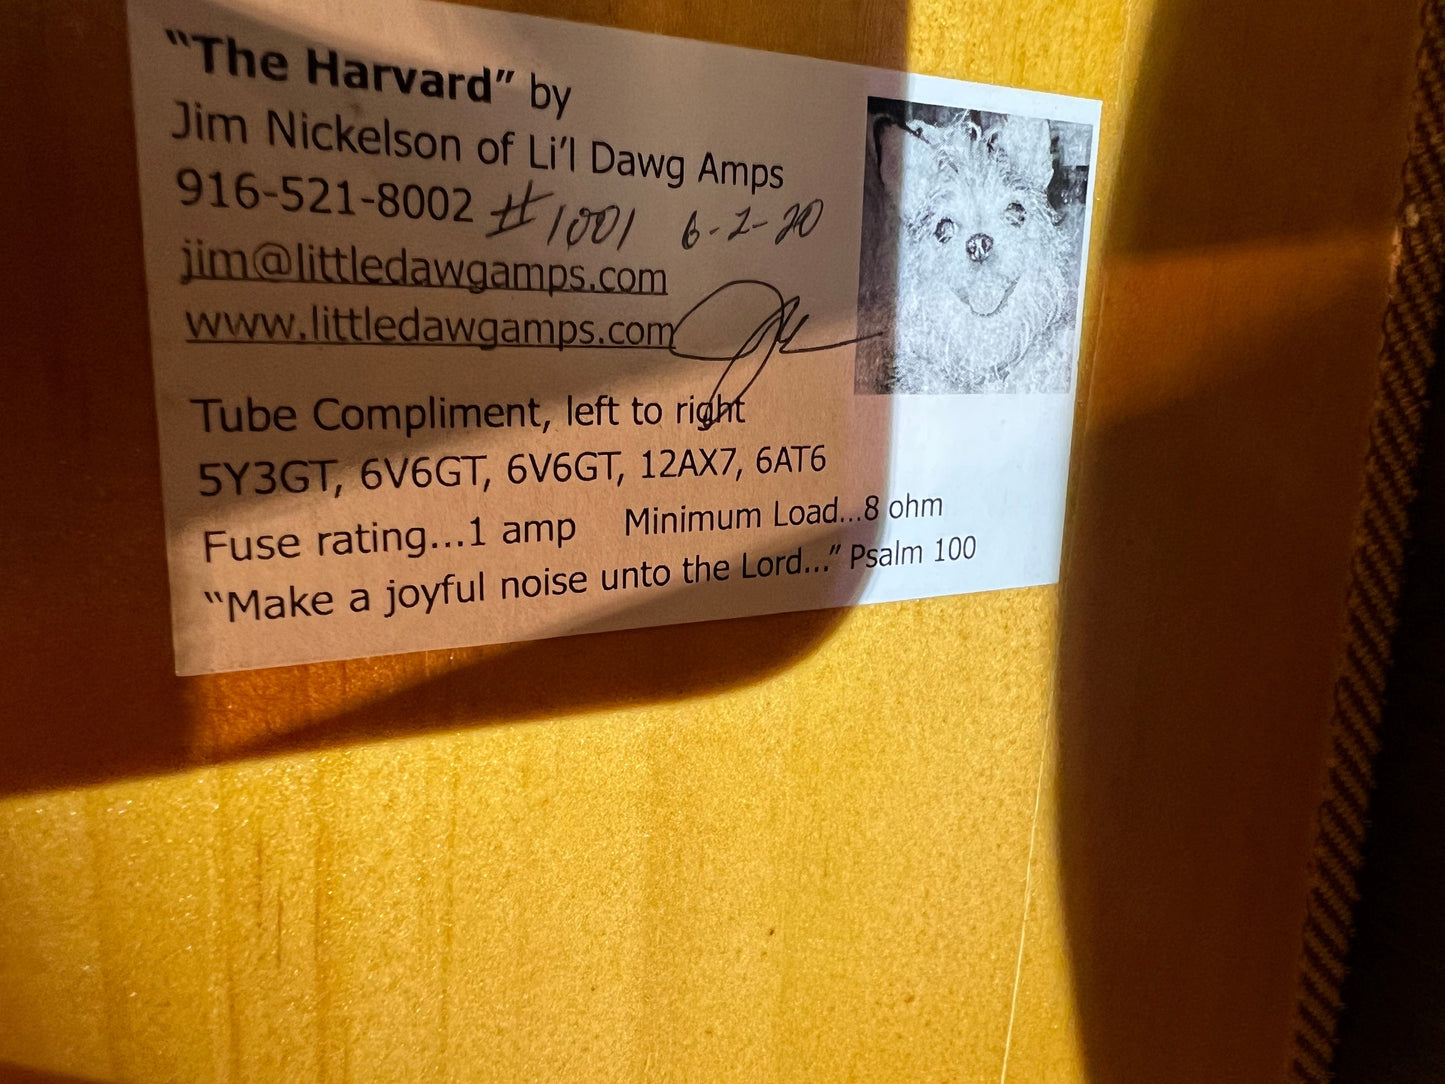 “The Harvard” by
Jim Nickelson of Li’l Dawg Amps
916-521-8002 #1001 6-2-20
jim@littledawgamps.com
www.littledawgamps.com
Tube Compliment, left to right
5Y3GT, 6V6GT, 6V6GT, 12AX7, 6AT6
Fuse rating...1 amp Minimum Load...8 ohm
“Make a joyful noise unto the Lord...” Psalm 100